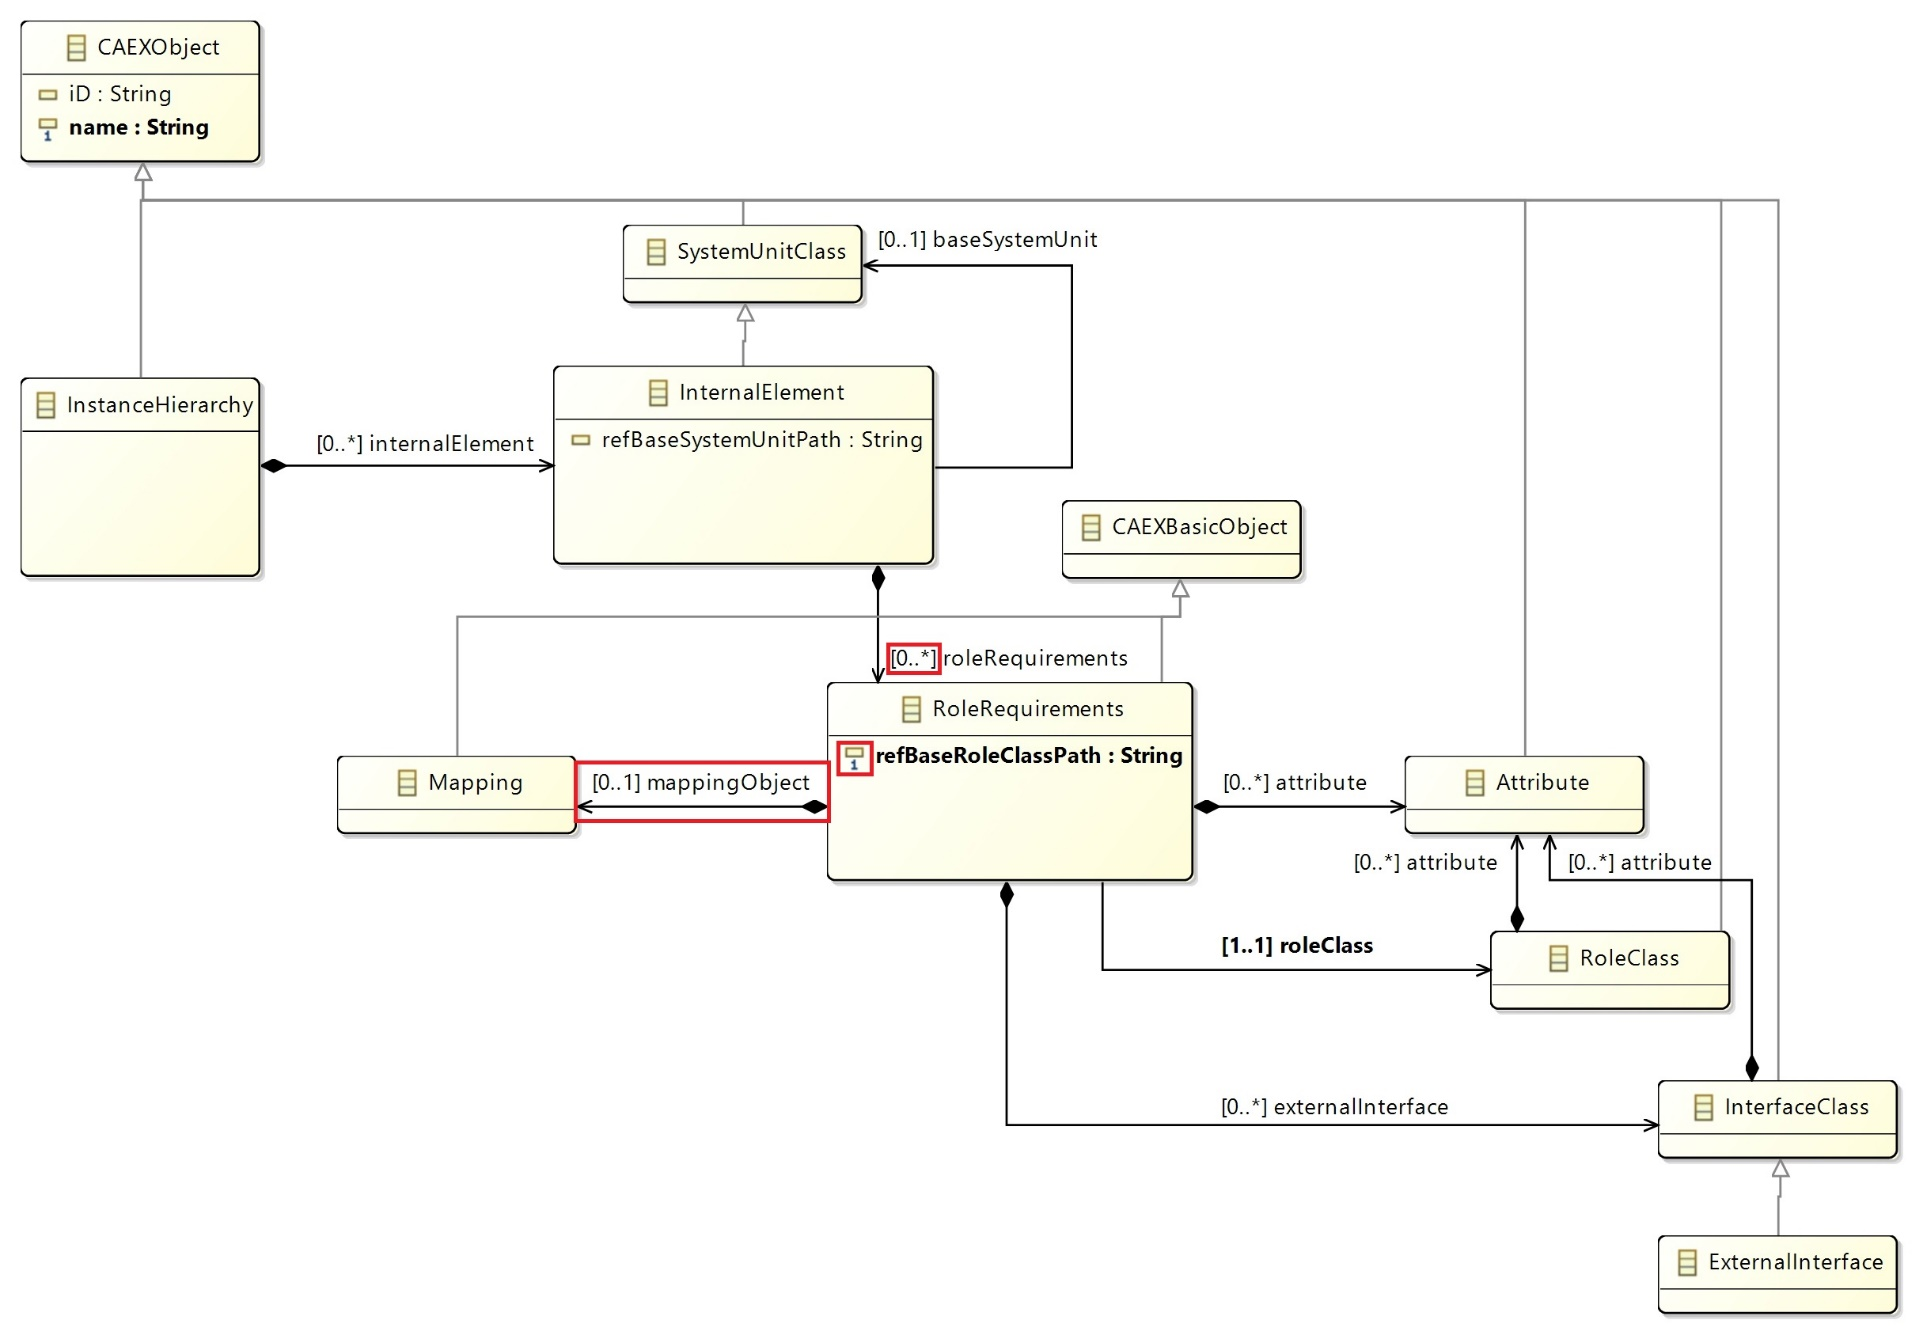 CAEXObject
iD : String
1 name : String
SystemUnitClass
[0..1] baseSystemUnit
InstanceHierarchy
[0..*] internalElement
InternalElement
refBaseSystemUnitPath : String
CAEXBasicObject
[0..*] roleRequirements
RoleRequirements
1 refBaseRoleClassPath : String
Mapping
[0..1] mappingObject
[0..*] attribute
Attribute
[0..*] attribute
[0..*] attribute
[1..1] roleClass
RoleClass
[0..*] externalInterface
InterfaceClass
ExternalInterface